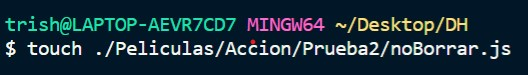 trish@LAPTOP-AEVR7CD7 MINGW64 ~/Desktop/DH
$ touch ./Peliculas/Accion/Prueba2/noBorrar.js